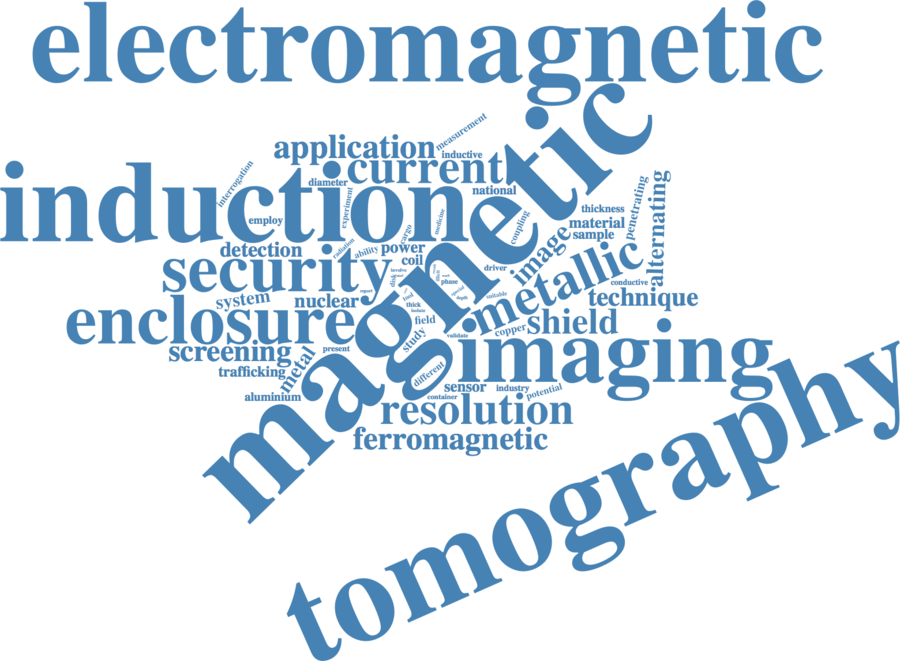 electromagnetic
magnetic
measurement
application
inductive
current
induction
interrogation
diameter
experiment
national
employ
medicine
cargo
coupling
thickness
penetrating
alternating
material
sample
radiation
ability
detection
power
coil
image
security
metallic
driver
phase
conductive
technique
system
nuclear
special
depth
suitable
thick
isolate
field
enclosure
shield
copper
validate
study
imaging
screening
metal
present
trafficking
different
sensor
industry
potential
aluminium
container
resolution
ferromagnetic
tomography